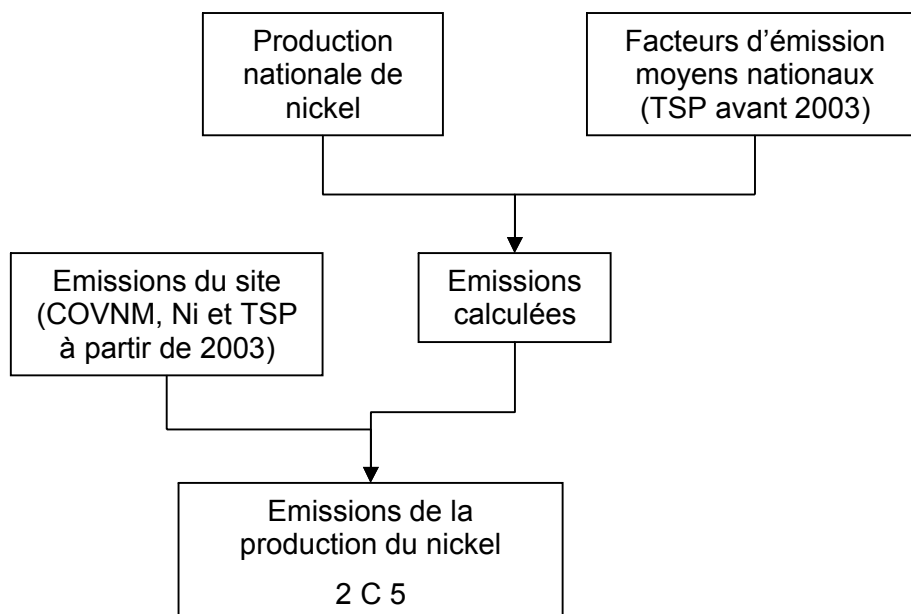 Production
nationale de
nickel
Facteurs d’émission
moyens nationaux
(TSP avant 2003)
Emissions du site
(COVNM, Ni et TSP
à partir de 2003)
Emissions
calculées
Emissions de la
production du nickel
2 C 5